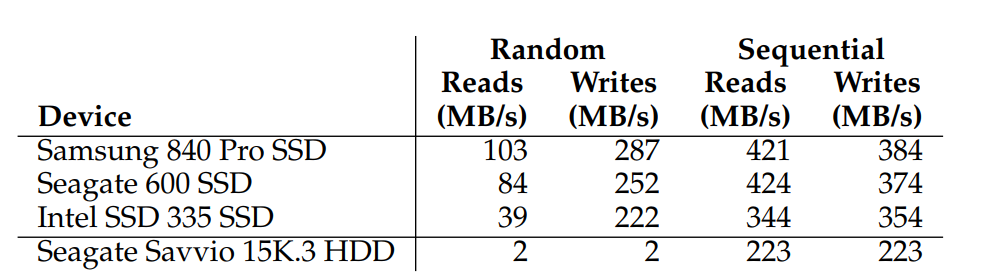 Random Sequential
Reads Writes Reads Writes
Device (MB/s) (MB/s) (MB/s) (MB/s)
Samsung 840 Pro SSD 103 287 421 384
Seagate 600 SSD 84 252 424 374
Intel SSD 335 SSD 39 222 344 354
Seagate Savvio 15K.3 HDD 2 2 223 223